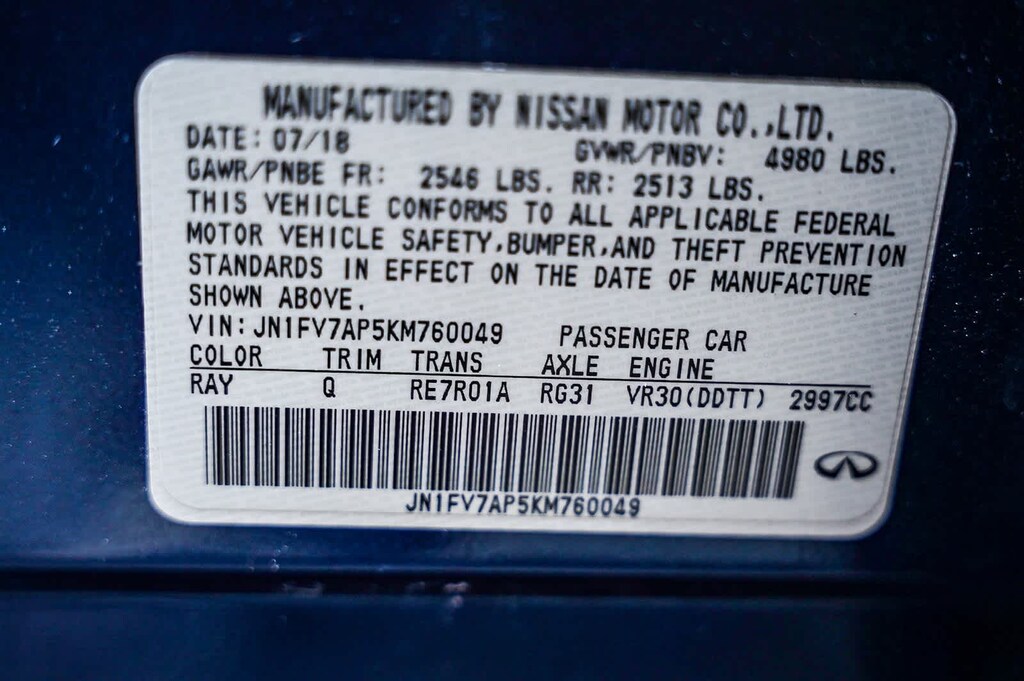 MANUFACTURED BY NISSAN MOTOR CO.,LTD.
DATE: 07/18 GVWR/PNBV: 4980 LBS.
GAWR/PNBE FR: 2546 LBS. RR: 2513 LBS.
THIS VEHICLE CONFORMS TO ALL APPLICABLE FEDERAL
MOTOR VEHICLE SAFETY,BUMPER,AND THEFT PREVENTION
STANDARDS IN EFFECT ON THE DATE OF MANUFACTURE
SHOWN ABOVE.
VIN: JN1FV7AP5KM760049 PASSENGER CAR
COLOR TRIM TRANS AXLE ENGINE
RAY Q RE7R01A RG31 VR30(DDTT) 2997CC
JN1FV7AP5KM760049